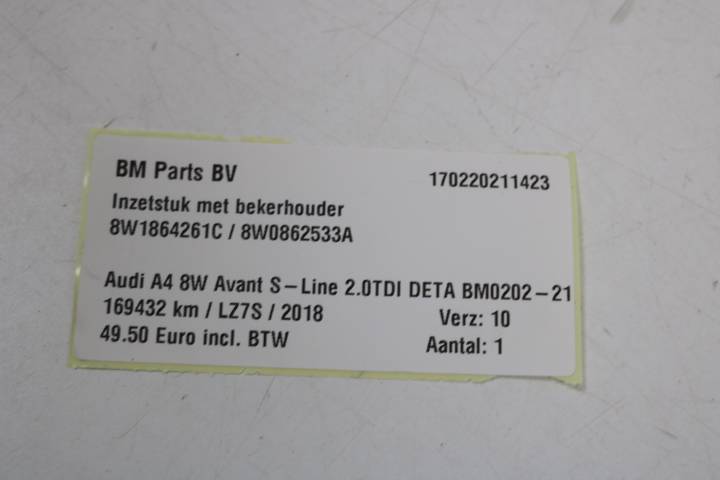 BM Parts BV 170220211423
Inzetstuk met bekerhouder
8W1864261C / 8W0862533A
Audi A4 8W Avant S-Line 2.0TDI DETA BM0202-21
169432 km / LZ7S / 2018 Verz: 10
49.50 Euro incl. BTW Aantal: 1